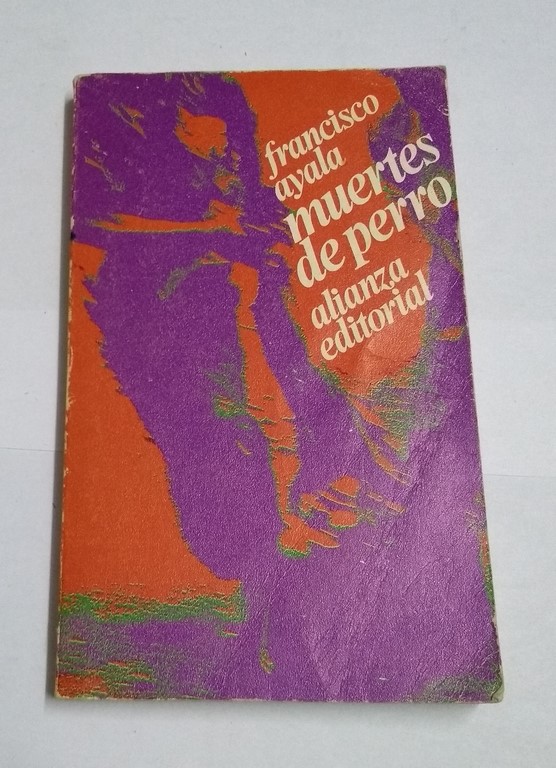 francisco
ayala
muertes
de perro
alianza
editorial